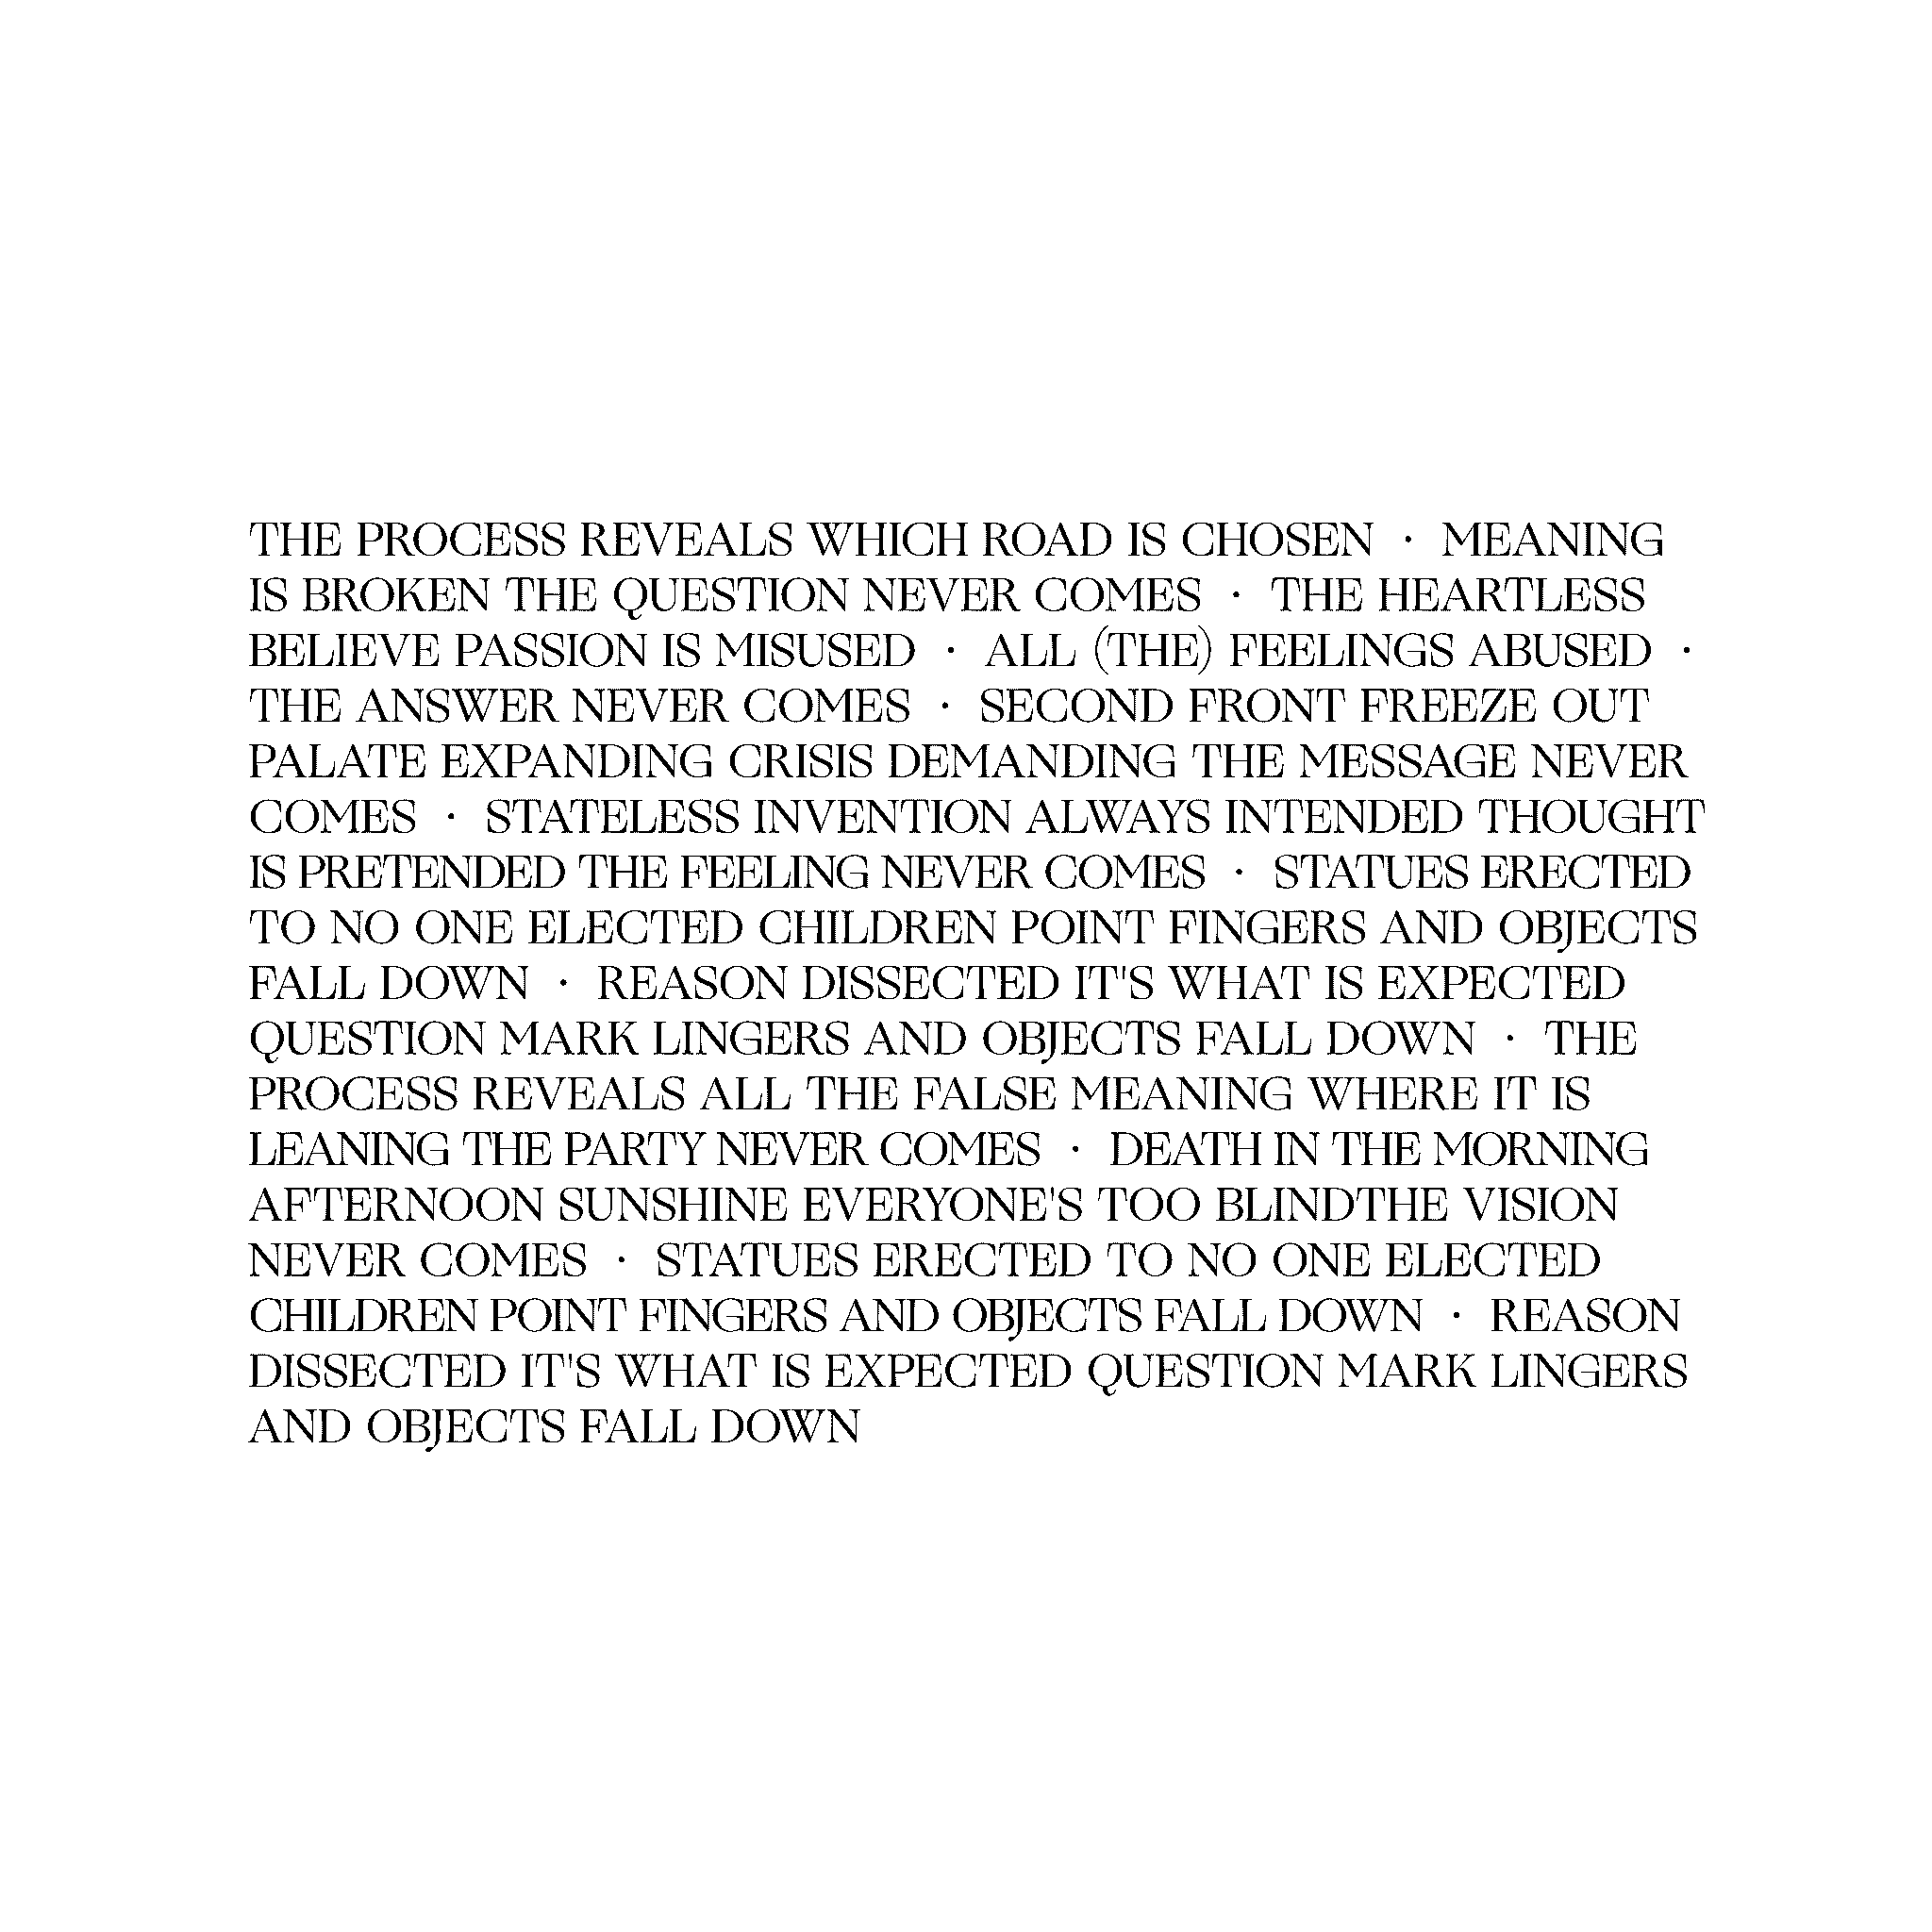 THE PROCESS REVEALS WHICH ROAD IS CHOSEN · MEANING
IS BROKEN THE QUESTION NEVER COMES · THE HEARTLESS
BELIEVE PASSION IS MISUSED · ALL (THE) FEELINGS ABUSED ·
THE ANSWER NEVER COMES · SECOND FRONT FREEZE OUT
PALATE EXPANDING CRISIS DEMANDING THE MESSAGE NEVER
COMES · STATELESS INVENTION ALWAYS INTENDED THOUGHT
IS PRETENDED THE FEELING NEVER COMES · STATUES ERECTED
TO NO ONE ELECTED CHILDREN POINT FINGERS AND OBJECTS
FALL DOWN · REASON DISSECTED IT'S WHAT IS EXPECTED
QUESTION MARK LINGERS AND OBJECTS FALL DOWN · THE
PROCESS REVEALS ALL THE FALSE MEANING WHERE IT IS
LEANING THE PARTY NEVER COMES · DEATH IN THE MORNING
AFTERNOON SUNSHINE EVERYONE'S TOO BLINDTHE VISION
NEVER COMES · STATUES ERECTED TO NO ONE ELECTED
CHILDREN POINT FINGERS AND OBJECTS FALL DOWN · REASON
DISSECTED IT'S WHAT IS EXPECTED QUESTION MARK LINGERS
AND OBJECTS FALL DOWN